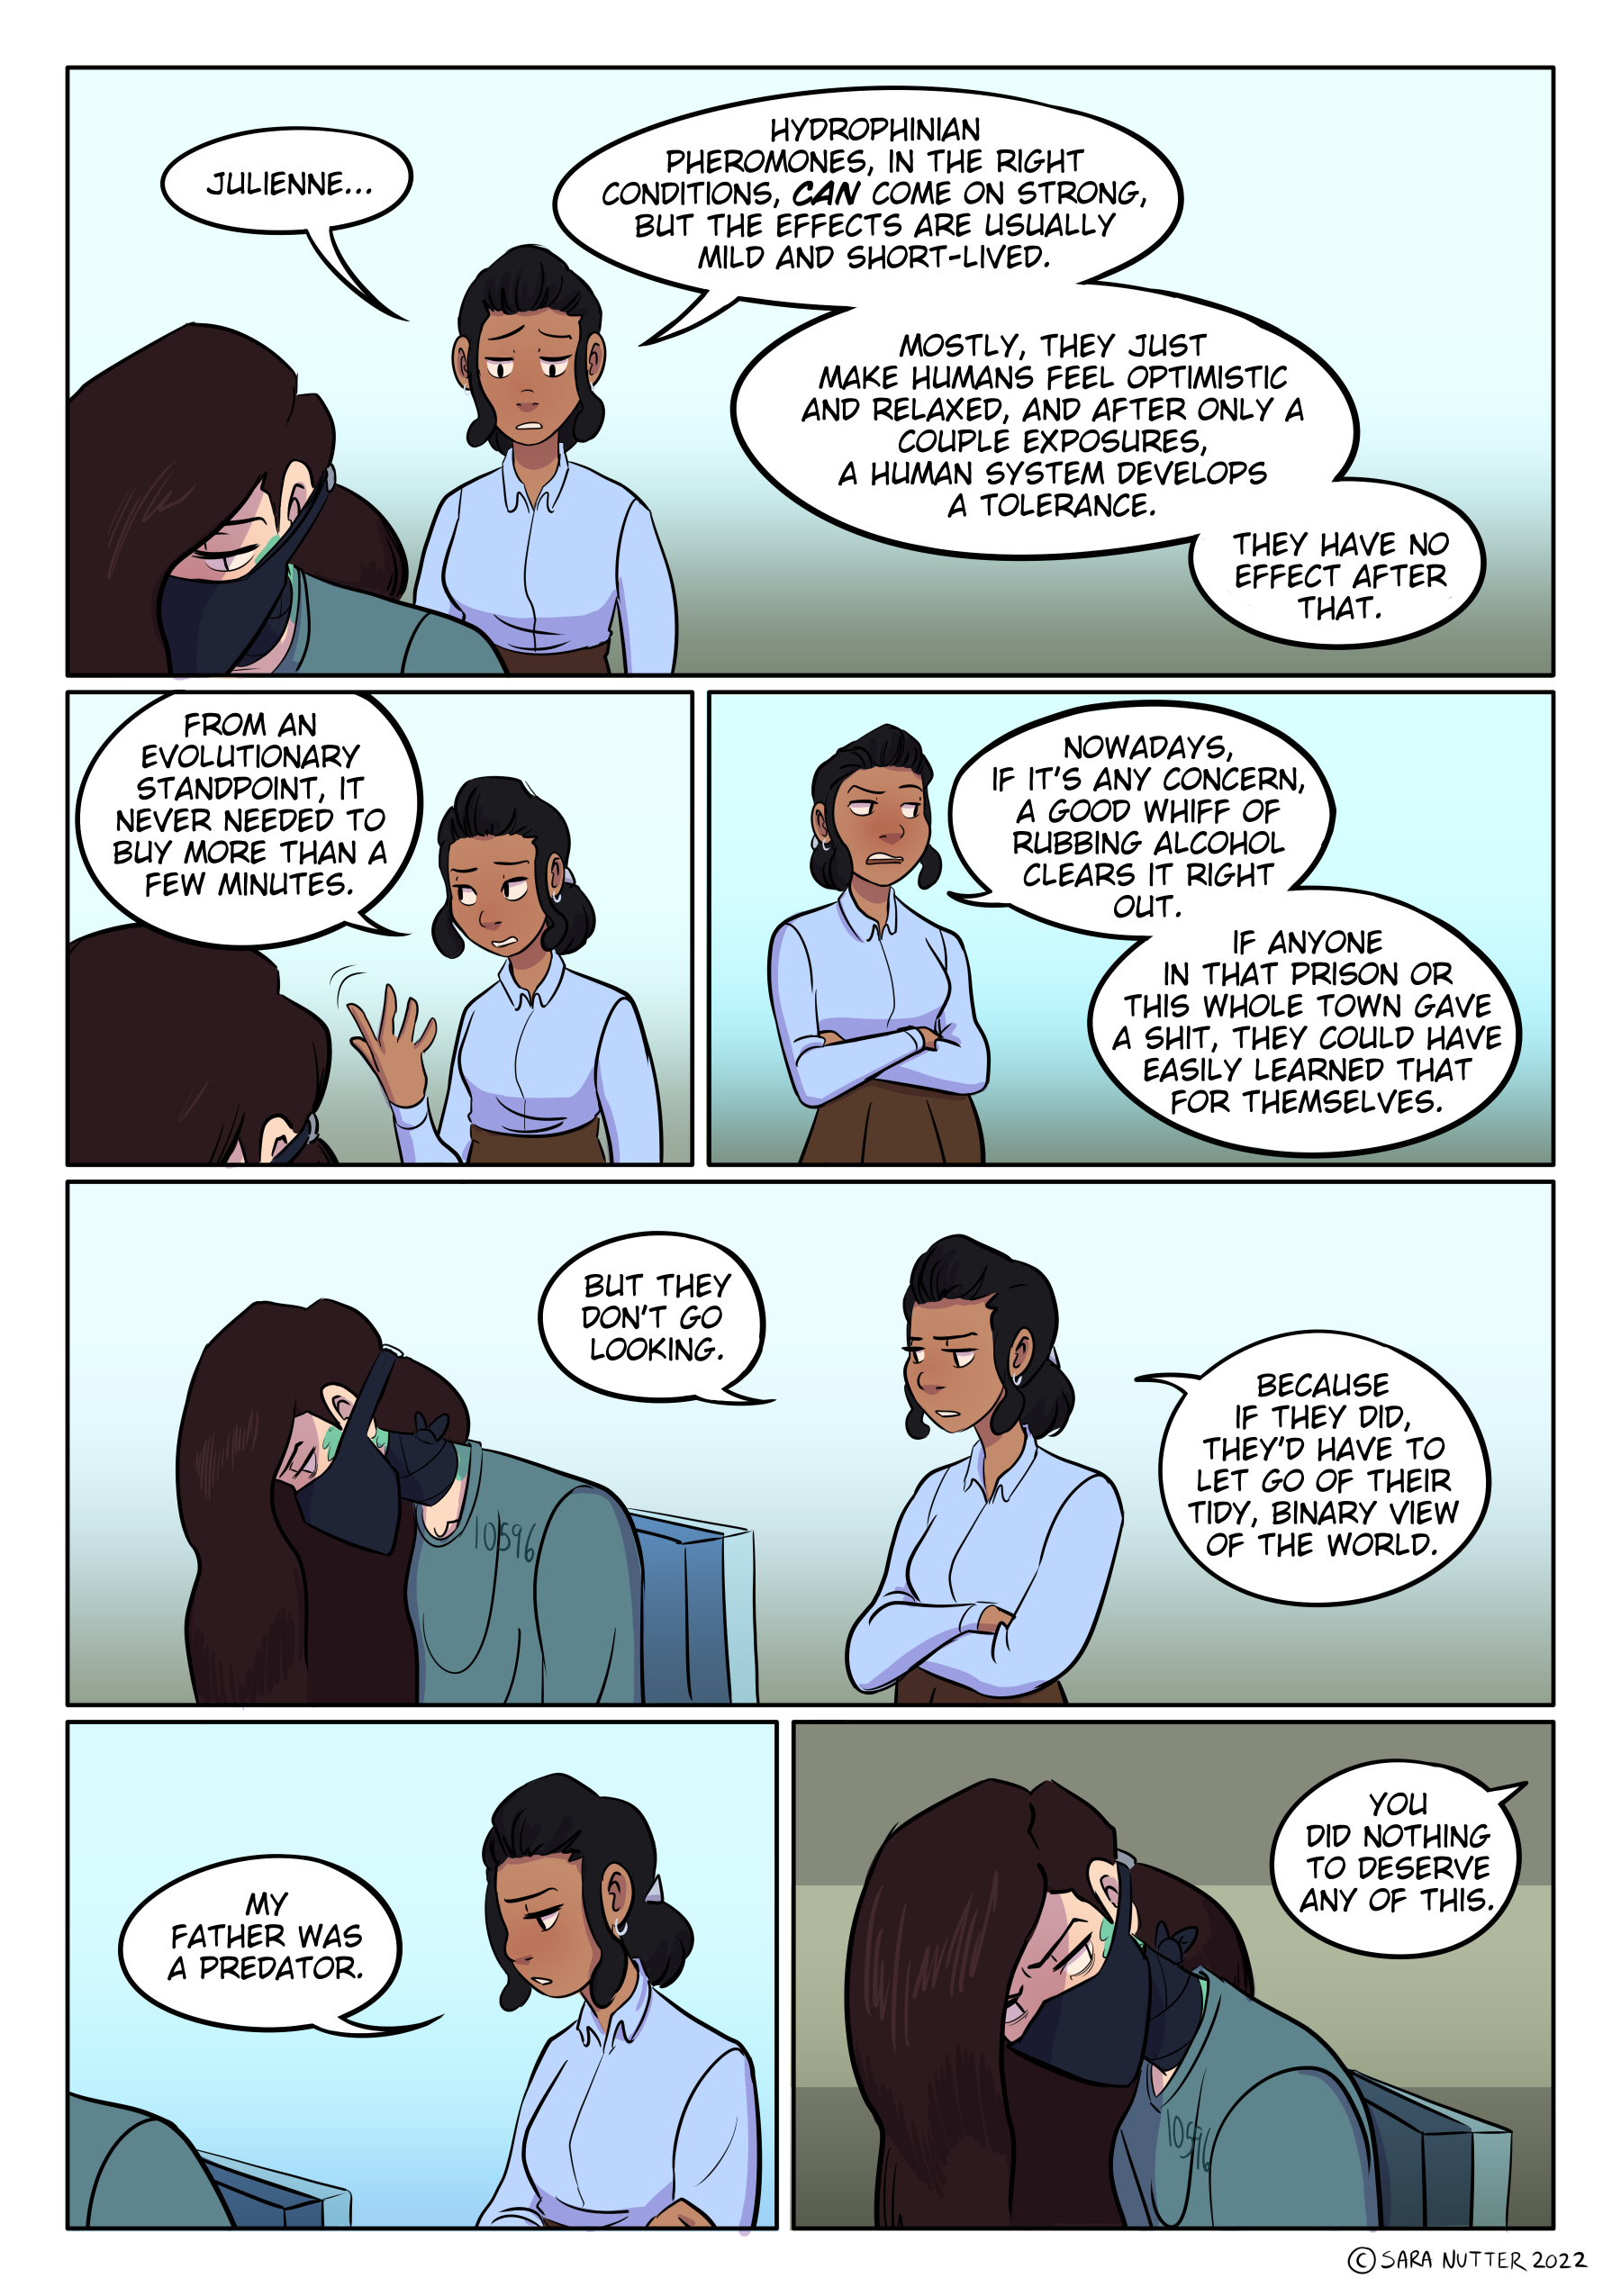 JULIENNE...
HYDROPHINIAN
PHEROMONES, IN THE RIGHT
CONDITIONS, CAN COME ON STRONG,
BUT THE EFFECTS ARE USUALLY
MILD AND SHORT-LIVED.
MOSTLY, THEY JUST
MAKE HUMANS FEEL OPTIMISTIC
AND RELAXED, AND AFTER ONLY A
COUPLE EXPOSURES,
A HUMAN SYSTEM DEVELOPS
A TOLERANCE.
THEY HAVE NO
EFFECT AFTER
THAT.
FROM AN
EVOLUTIONARY
STANDPOINT, IT
NEVER NEEDED TO
BUY MORE THAN A
FEW MINUTES.
NOWADAYS,
IF IT'S ANY CONCERN,
A GOOD WHIFF OF
RUBBING ALCOHOL
CLEARS IT RIGHT
OUT.
IF ANYONE
IN THAT PRISON OR
THIS WHOLE TOWN GAVE
A SHIT, THEY COULD HAVE
EASILY LEARNED THAT
FOR THEMSELVES.
BUT THEY
DON'T GO
LOOKING.
BECAUSE
IF THEY DID,
THEY'D HAVE TO
LET GO OF THEIR
TIDY, BINARY VIEW
OF THE WORLD.
10596
MY
FATHER WAS
A PREDATOR.
YOU
DID NOTHING
TO DESERVE
ANY OF THIS.
10596
© SARA NUTTER 2022